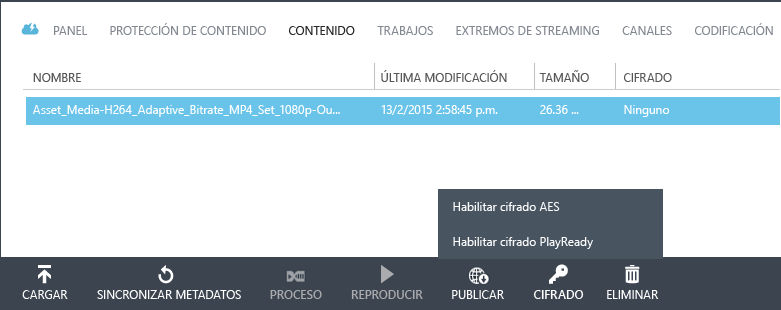 PANEL PROTECCIÓN DE CONTENIDO CONTENIDO TRABAJOS EXTREMOS DE STREAMING CANALES CODIFICACIÓN
NOMBRE ÚLTIMA MODIFICACIÓN TAMAÑO CIFRADO
Asset_Media-H264_Adaptive_Bitrate_MP4_Set_1080p-Ou... 13/2/2015 2:58:45 p.m. 26.36 ... Ninguno
Habilitar cifrado AES
Habilitar cifrado PlayReady
CARGAR SINCRONIZAR METADATOS PROCESO REPRODUCIR PUBLICAR CIFRADO ELIMINAR